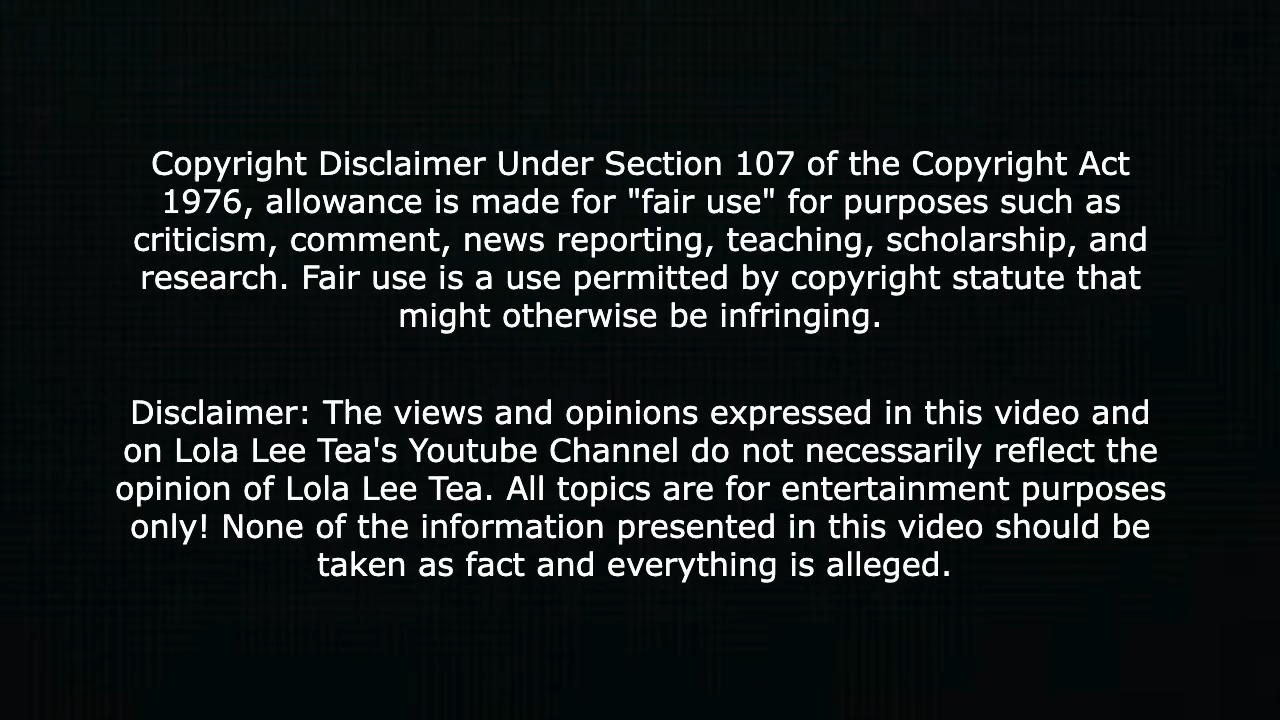 Copyright Disclaimer Under Section 107 of the Copyright Act
1976, allowance is made for "fair use" for purposes such as
criticism, comment, news reporting, teaching, scholarship, and
research. Fair use is a use permitted by copyright statute that
might otherwise be infringing.
Disclaimer: The views and opinions expressed in this video and
on Lola Lee Tea's Youtube Channel do not necessarily reflect the
opinion of Lola Lee Tea. All topics are for entertainment purposes
only! None of the information presented in this video should be
taken as fact and everything is alleged.